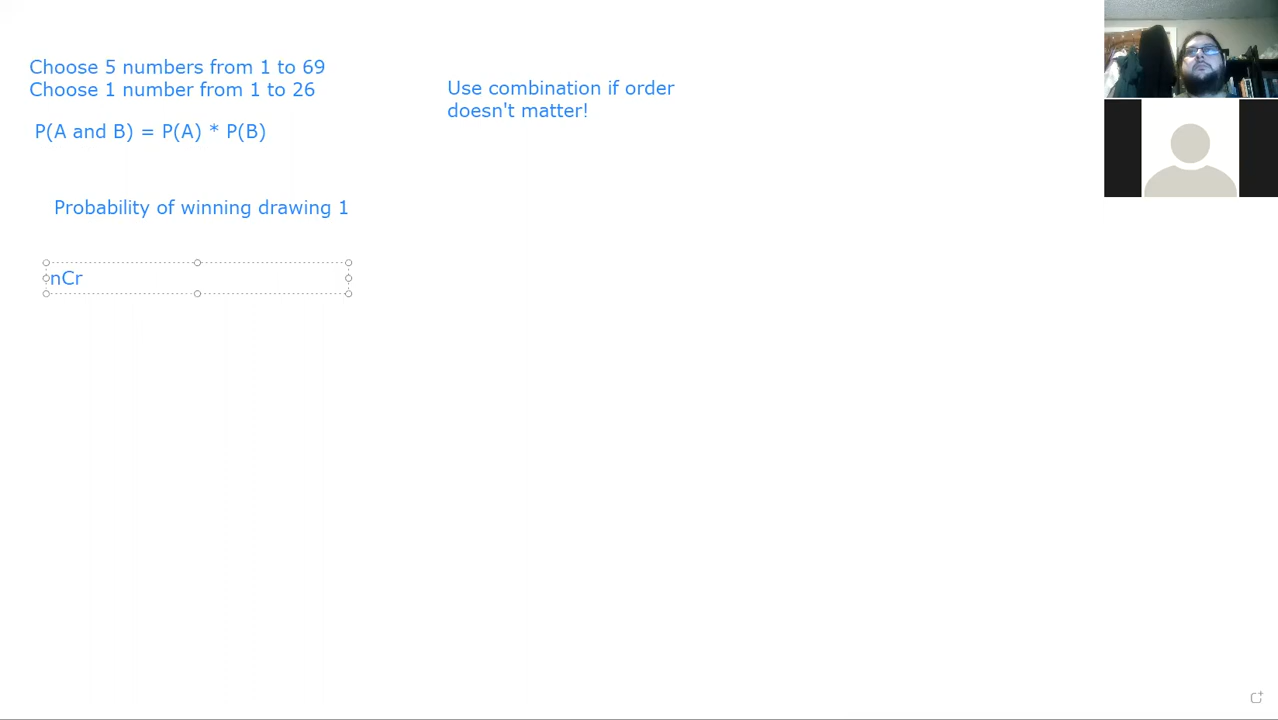 Choose 5 numbers from 1 to 69
Choose 1 number from 1 to 26
P(A and B) = P(A) * P(B)
Use combination if order
doesn't matter!
Probability of winning drawing 1
nCr